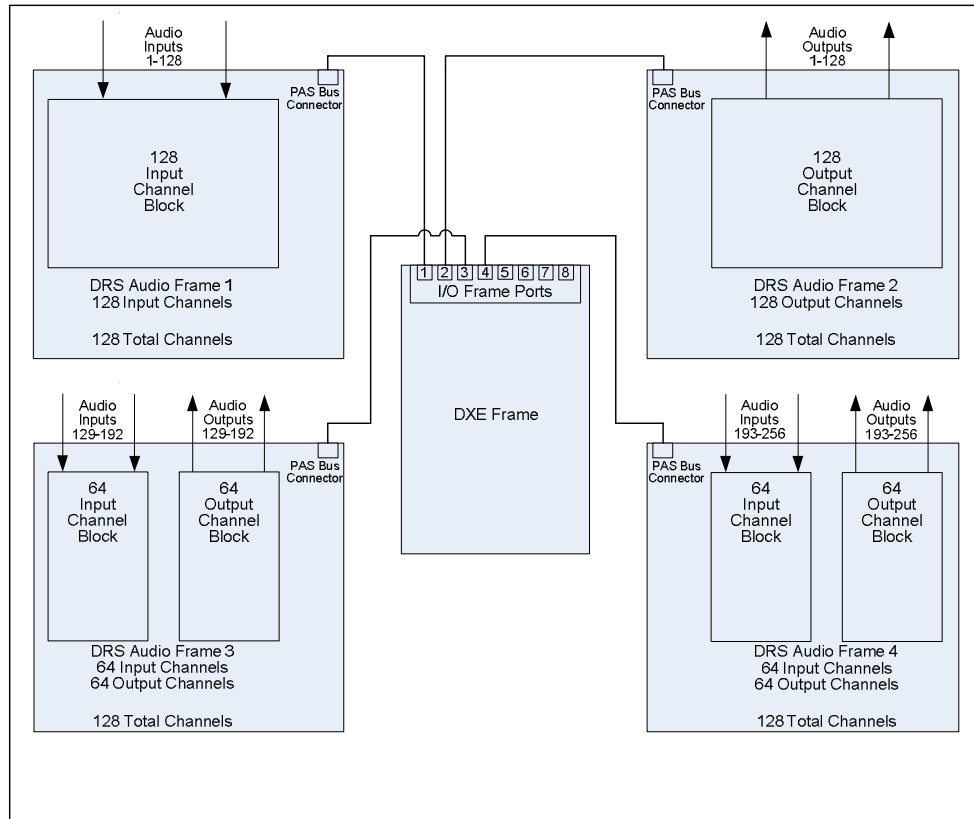 Audio
Inputs
1-128
PAS Bus
Connector
128
Input
Channel
Block
DRS Audio Frame 1
128 Input Channels
128 Total Channels
Audio
Outputs
1-128
PAS Bus
Connector
128
Output
Channel
Block
DRS Audio Frame 2
128 Output Channels
128 Total Channels
1 2 3 4 5 6 7 8
I/O Frame Ports
DXE Frame
Audio
Inputs
129-192
Audio
Outputs
129-192
PAS Bus
Connector
64
Input
Channel
Block
64
Output
Channel
Block
DRS Audio Frame 3
64 Input Channels
64 Output Channels
128 Total Channels
Audio
Inputs
193-256
Audio
Outputs
193-256
PAS Bus
Connector
64
Input
Channel
Block
64
Output
Channel
Block
DRS Audio Frame 4
64 Input Channels
64 Output Channels
128 Total Channels